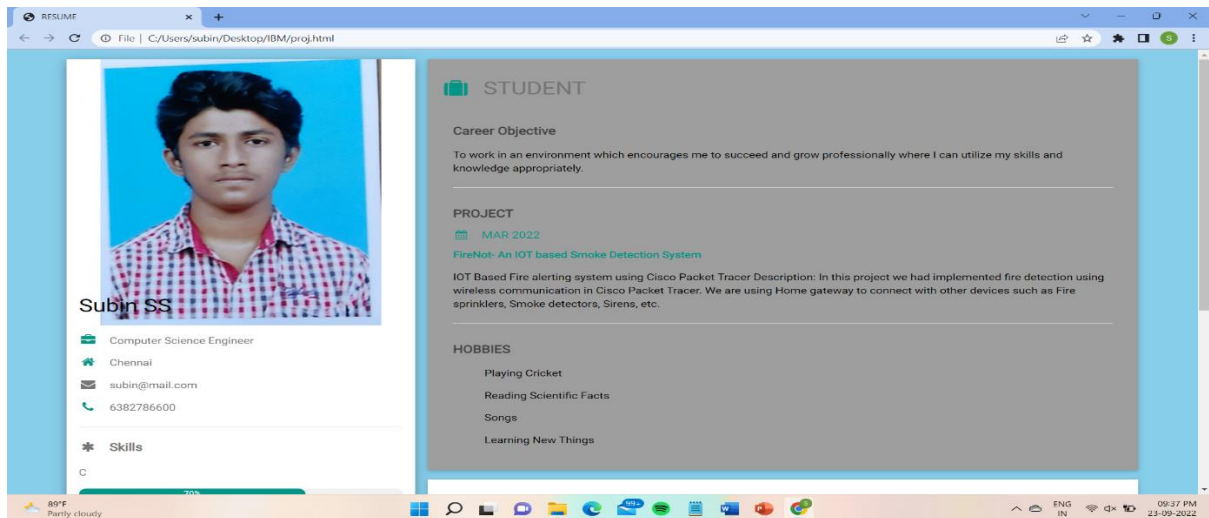 RESUME
File | C:/Users/subin/Desktop/IBM/proj.html
S
Subin SS
Computer Science Engineer
Chennai
subin@mail.com
6382786600
Skills
C
70%
STUDENT
Career Objective
To work in an environment which encourages me to succeed and grow professionally where I can utilize my skills and
knowledge appropriately.
PROJECT
MAR 2022
FireNot- An IOT based Smoke Detection System
IOT Based Fire alerting system using Cisco Packet Tracer Description: In this project we had implemented fire detection using
wireless communication in Cisco Packet Tracer. We are using Home gateway to connect with other devices such as Fire
sprinklers, Smoke detectors, Sirens, etc.
HOBBIES
Playing Cricket
Reading Scientific Facts
Songs
Learning New Things
89°F
Partly cloudy
99+
ENG
IN
09:37 PM
23-09-2022